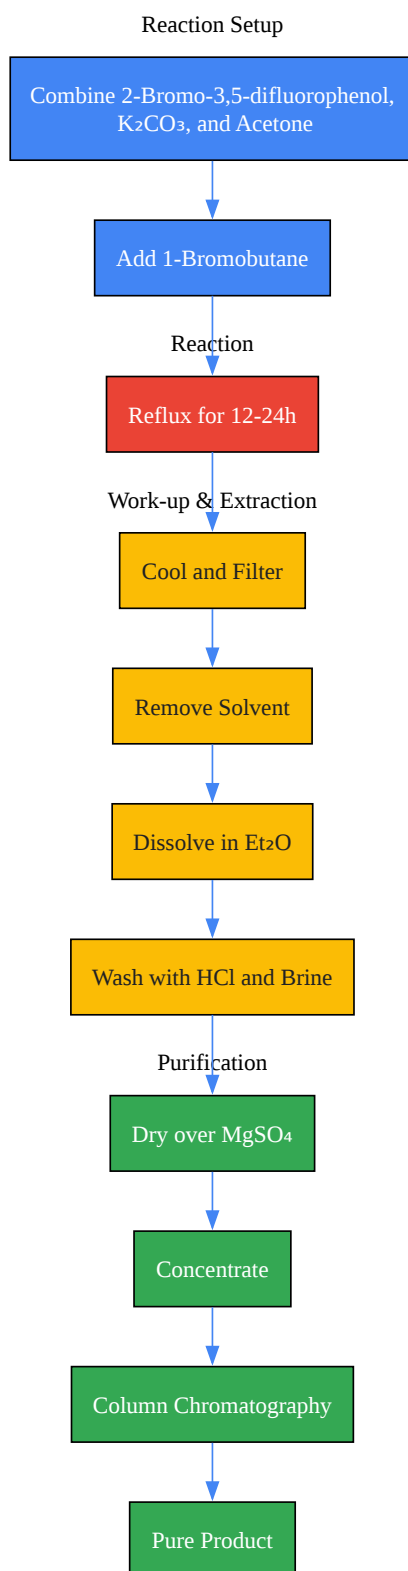 Reaction Setup
Combine 2-Bromo-3,5-difluorophenol,
K₂CO₃, and Acetone
Add 1-Bromobutane
Reaction
Reflux for 12-24h
Work-up & Extraction
Cool and Filter
Remove Solvent
Dissolve in Et₂O
Wash with HCl and Brine
Purification
Dry over MgSO₄
Concentrate
Column Chromatography
Pure Product